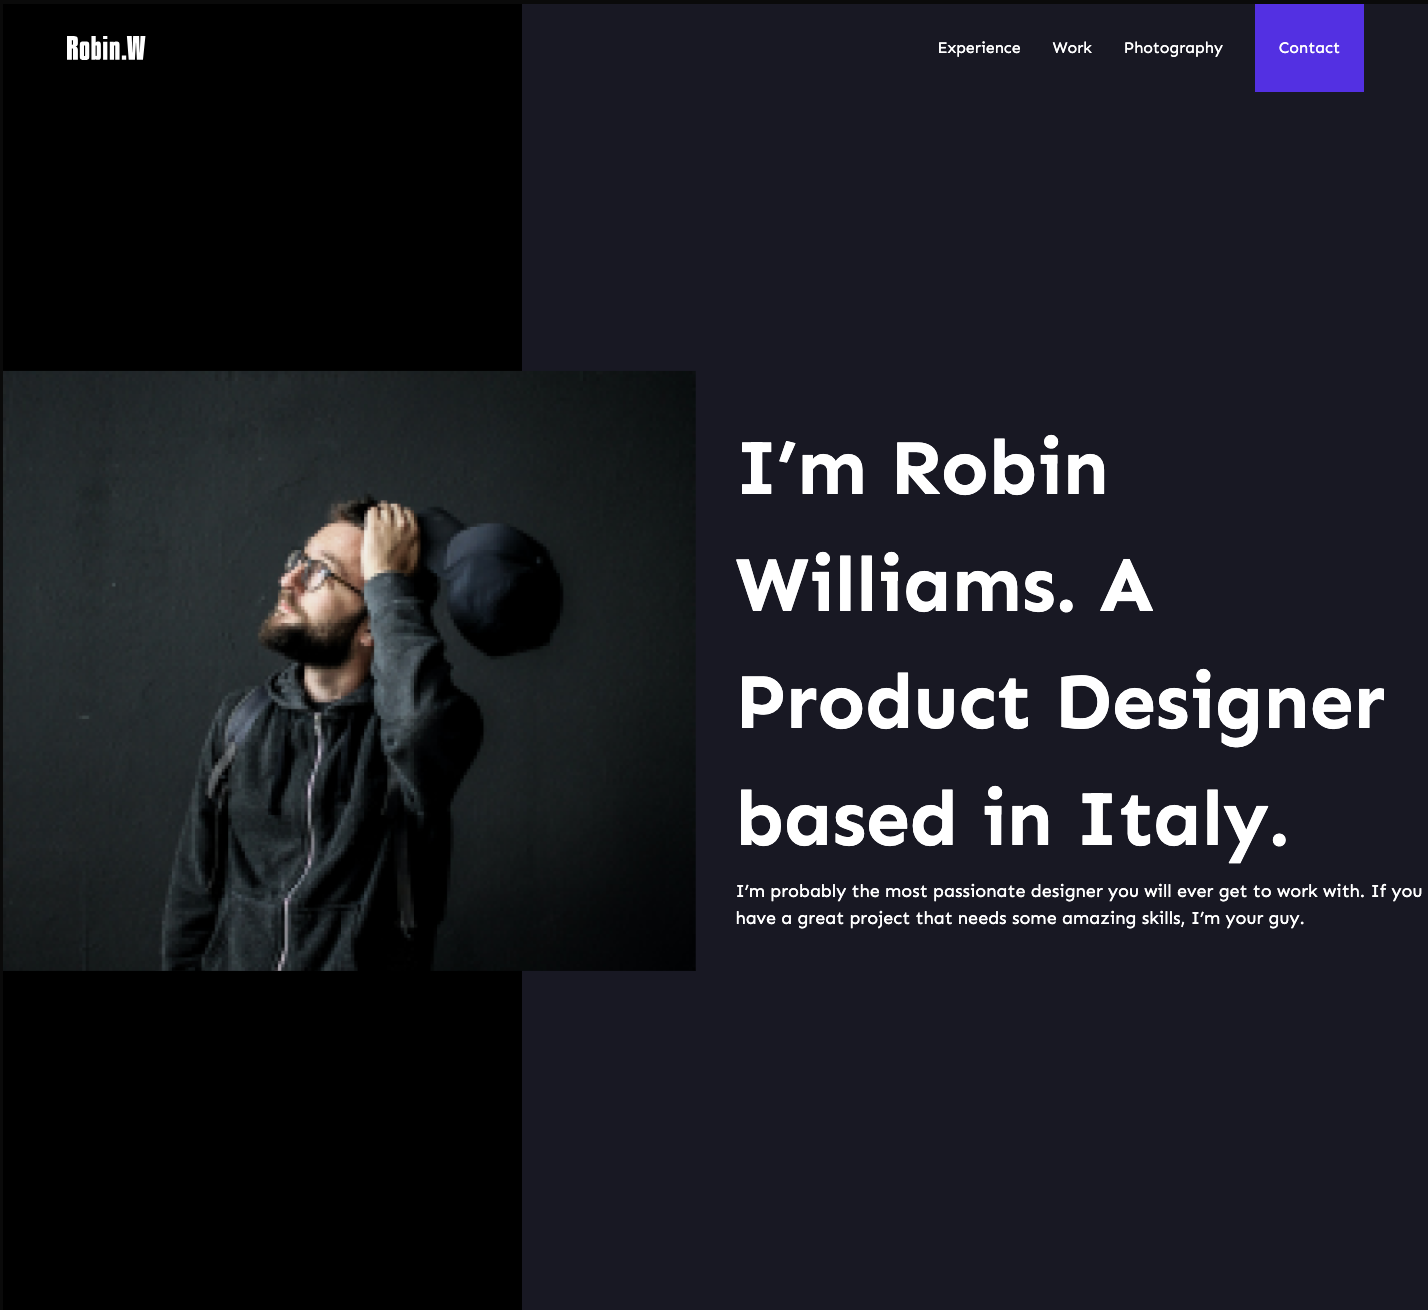 Robin.W
Experience Work Photography Contact
I’m Robin
Williams. A
Product Designer
based in Italy.
I’m probably the most passionate designer you will ever get to work with. If you
have a great project that needs some amazing skills, I’m your guy.